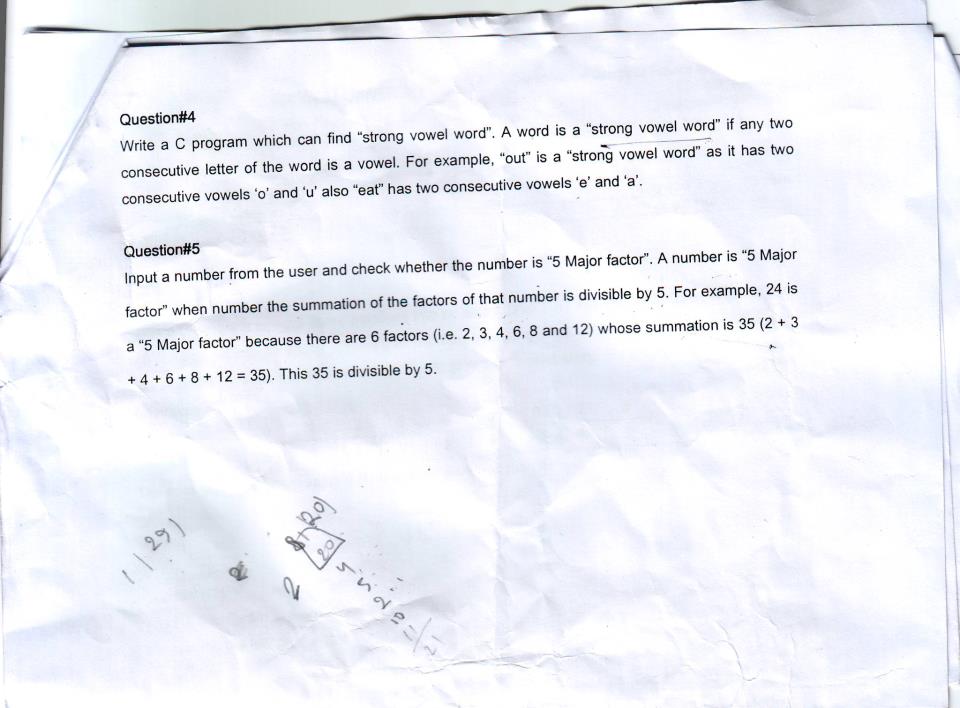 Question#4
Write a C program which can find “strong vowel word”. A word is a “strong vowel word” if any two
consecutive letter of the word is a vowel. For example, “out” is a “strong vowel word” as it has two
consecutive vowels ‘o’ and ‘u’ also “eat” has two consecutive vowels ‘e’ and ‘a’.
Question#5
Input a number from the user and check whether the number is “5 Major factor”. A number is “5 Major
factor” when number the summation of the factors of that number is divisible by 5. For example, 24 is
a “5 Major factor” because there are 6 factors (i.e. 2, 3, 4, 6, 8 and 12) whose summation is 35 (2 + 3
+ 4 + 6 + 8 + 12 = 35). This 35 is divisible by 5.
29)
20)
20
2